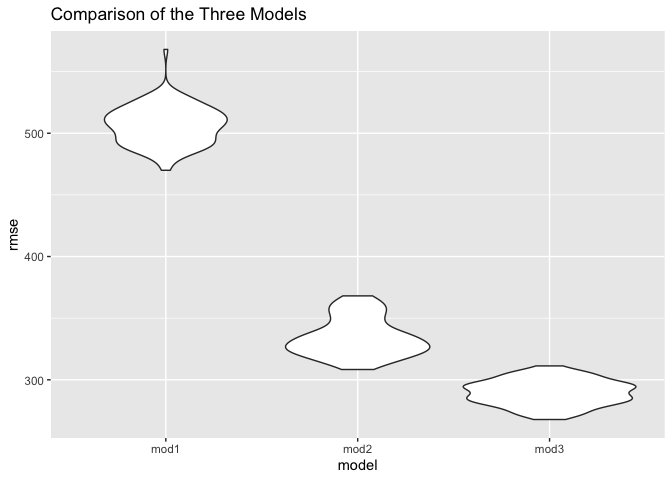 Comparison of the Three Models
rmse
500
400
300
mod1 mod2 mod3
model